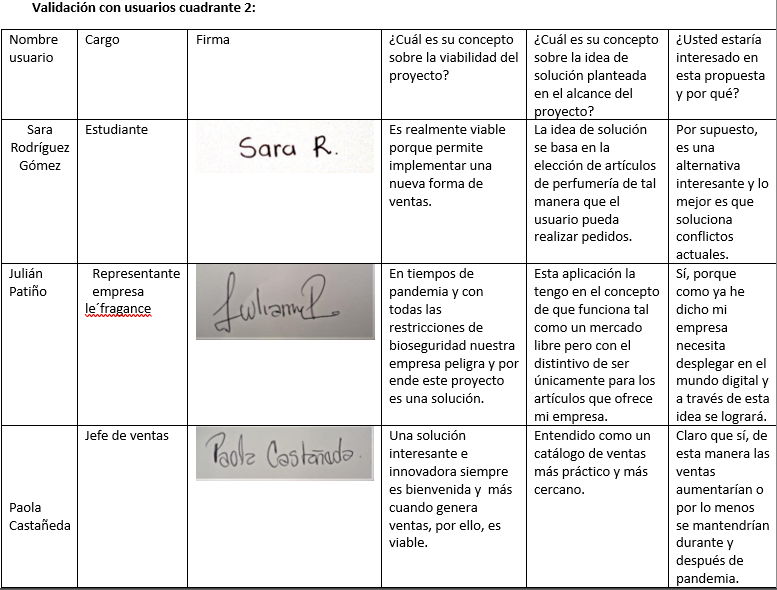 Validación con usuarios cuadrante 2:
Nombre
usuario
Cargo
Firma
¿Cuál es su concepto
sobre la viabilidad del
proyecto?
¿Cuál es su concepto
sobre la idea de
solución planteada
en el alcance del
proyecto?
¿Usted estaría
interesado en
esta propuesta
y por qué?
Sara
Rodríguez
Gómez
Estudiante
Sara R.
Es realmente viable
porque permite
implementar una
nueva forma de
ventas.
La idea de solución
se basa en la
elección de artículos
de perfumería de tal
manera que el
usuario pueda
realizar pedidos.
Por supuesto,
es una
alternativa
interesante y lo
mejor es que
soluciona
conflictos
actuales.
Julián
Patiño
Representante
empresa
le´fragance
En tiempos de
pandemia y con
todas las
restricciones de
bioseguridad nuestra
empresa peligra y por
ende este proyecto
es una solución.
Esta aplicación la
tengo en el concepto
de que funciona tal
como un mercado
libre pero con el
distintivo de ser
únicamente para los
artículos que ofrece
mi empresa.
Sí, porque
como ya he
dicho mi
empresa
necesita
desplegar en el
mundo digital y
a través de esta
idea se logrará.
Paola
Castañeda
Jefe de ventas
Paola Castañeda.
Una solución
interesante e
innovadora siempre
es bienvenida y  más
cuando genera
ventas, por ello, es
viable.
Entendido como un
catálogo de ventas
más práctico y más
cercano.
Claro que sí, de
esta manera las
ventas
aumentarían o
por lo menos
se mantendrían
durante y
después de
pandemia.